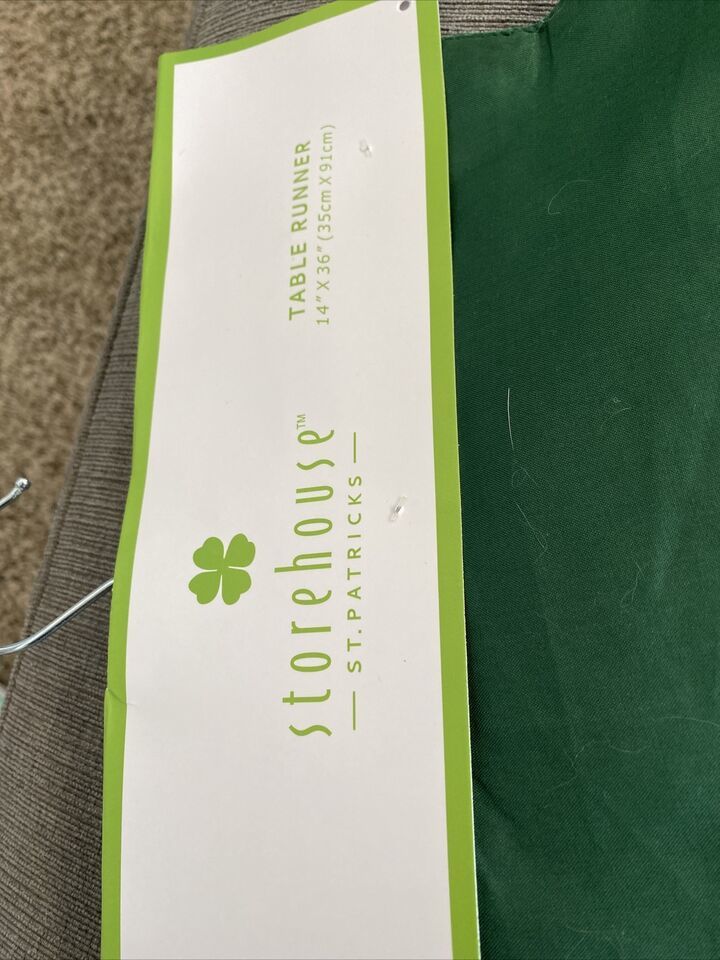 storehouse™
— ST. PATRICKS —
TABLE RUNNER
14" X 36" (35cm X 91cm)